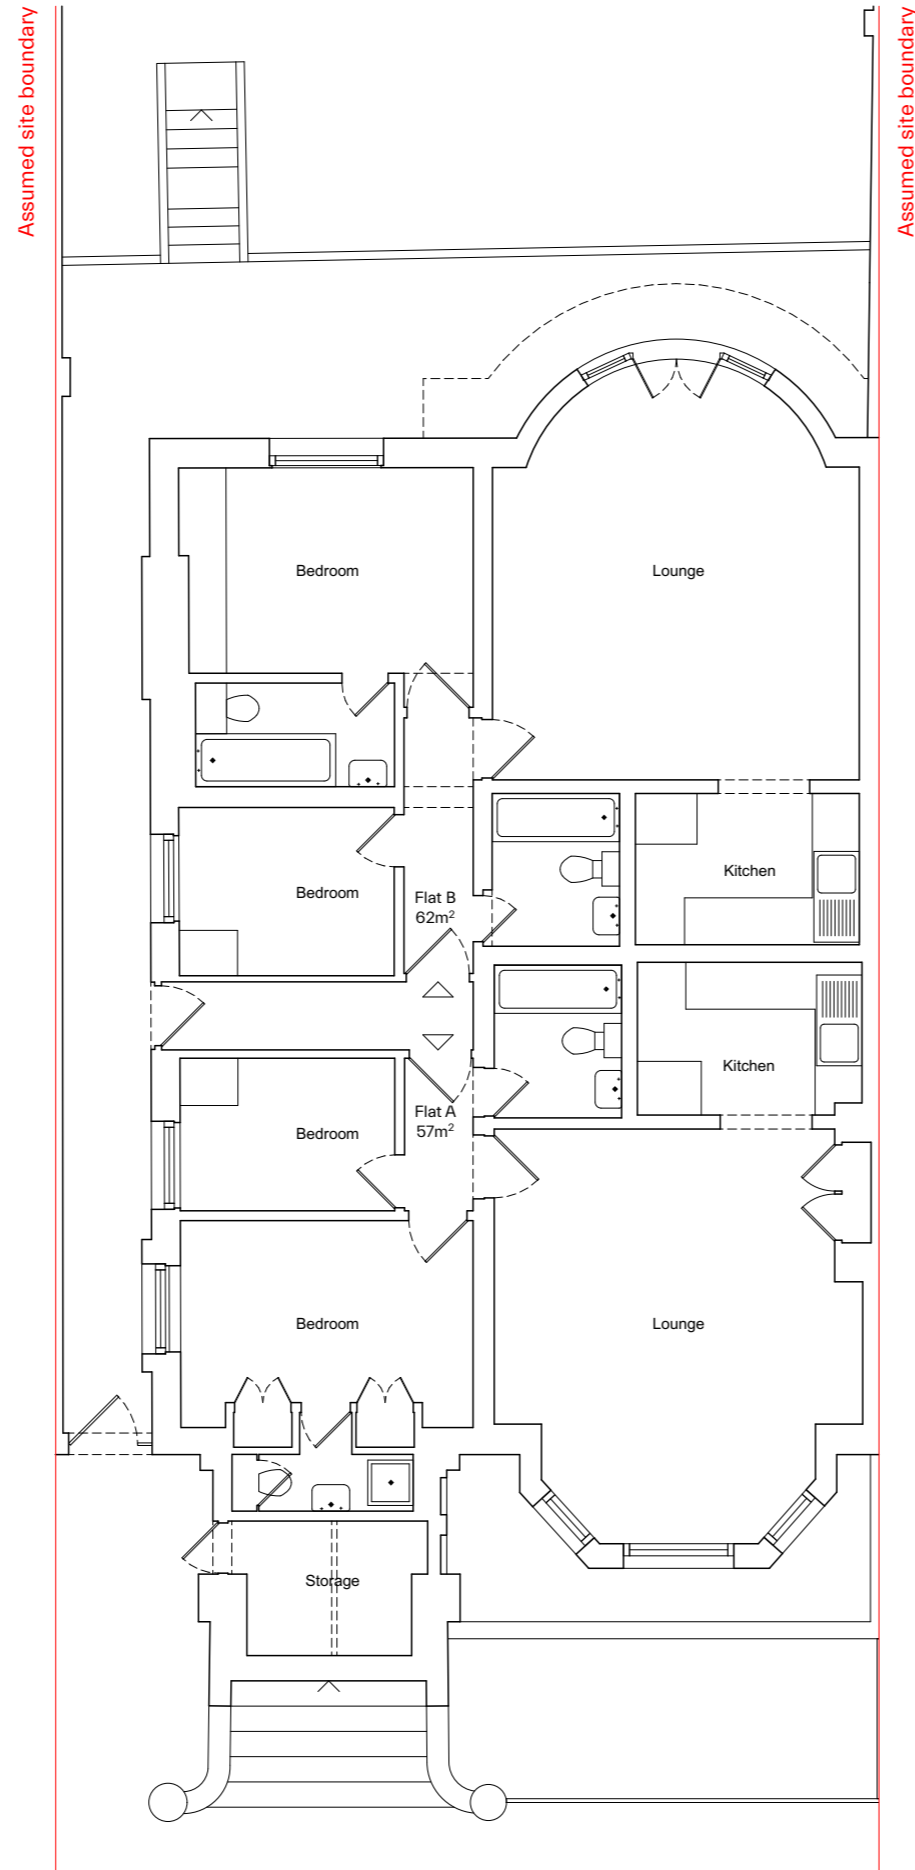 Assumed site boundary
Assumed site boundary
Bedroom
Lounge
Kitchen
Bedroom
Flat B
62m²
Kitchen
Flat A
57m²
Bedroom
Bedroom
Lounge
Storage